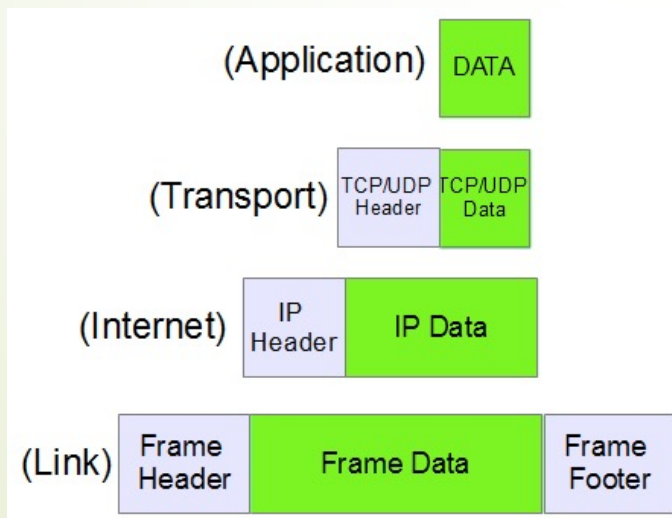 (Application)
DATA
(Transport)
TCP/UDP
Header
TCP/UDP
Data
(Internet)
IP
Header
IP Data
(Link)
Frame
Header
Frame Data
Frame
Footer